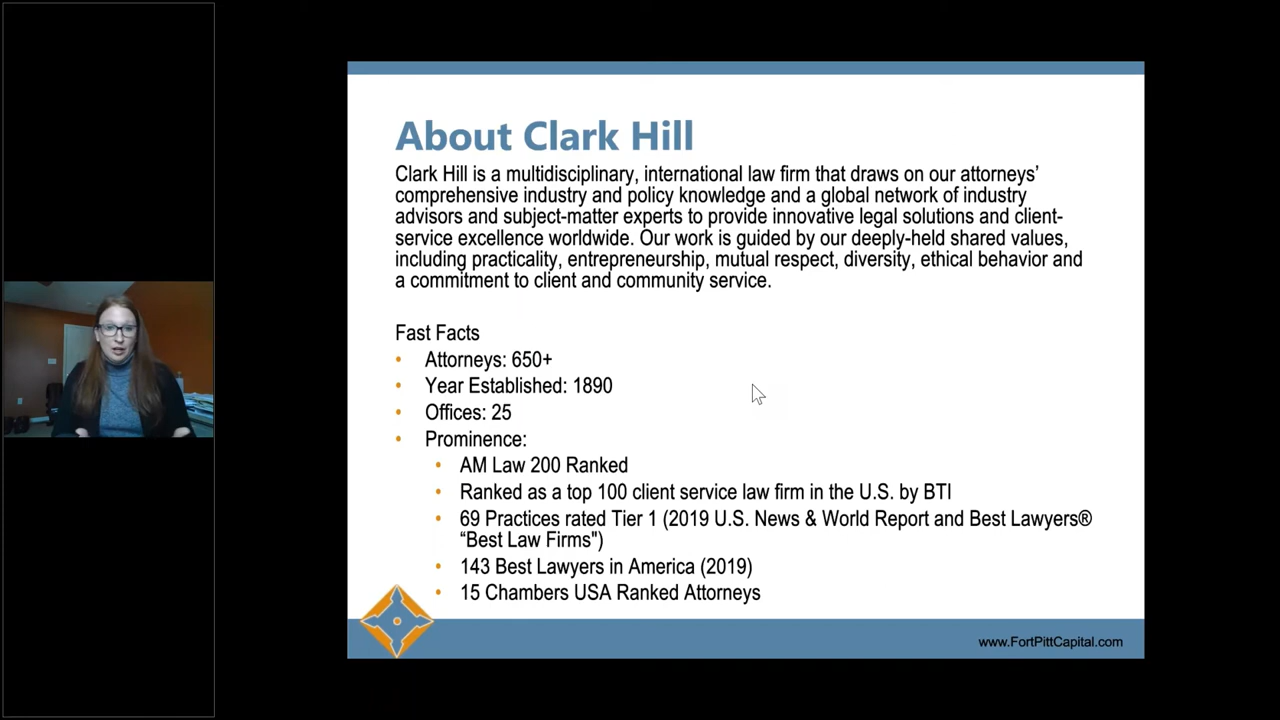 About Clark Hill
Clark Hill is a multidisciplinary, international law firm that draws on our attorneys’
comprehensive industry and policy knowledge and a global network of industry
advisors and subject-matter experts to provide innovative legal solutions and client-
service excellence worldwide. Our work is guided by our deeply-held shared values,
including practicality, entrepreneurship, mutual respect, diversity, ethical behavior and
a commitment to client and community service.
Fast Facts
• Attorneys: 650+
• Year Established: 1890
• Offices: 25
• Prominence:
• AM Law 200 Ranked
• Ranked as a top 100 client service law firm in the U.S. by BTI
• 69 Practices rated Tier 1 (2019 U.S. News & World Report and Best Lawyers®
“Best Law Firms")
• 143 Best Lawyers in America (2019)
• 15 Chambers USA Ranked Attorneys
www.FortPittCapital.com